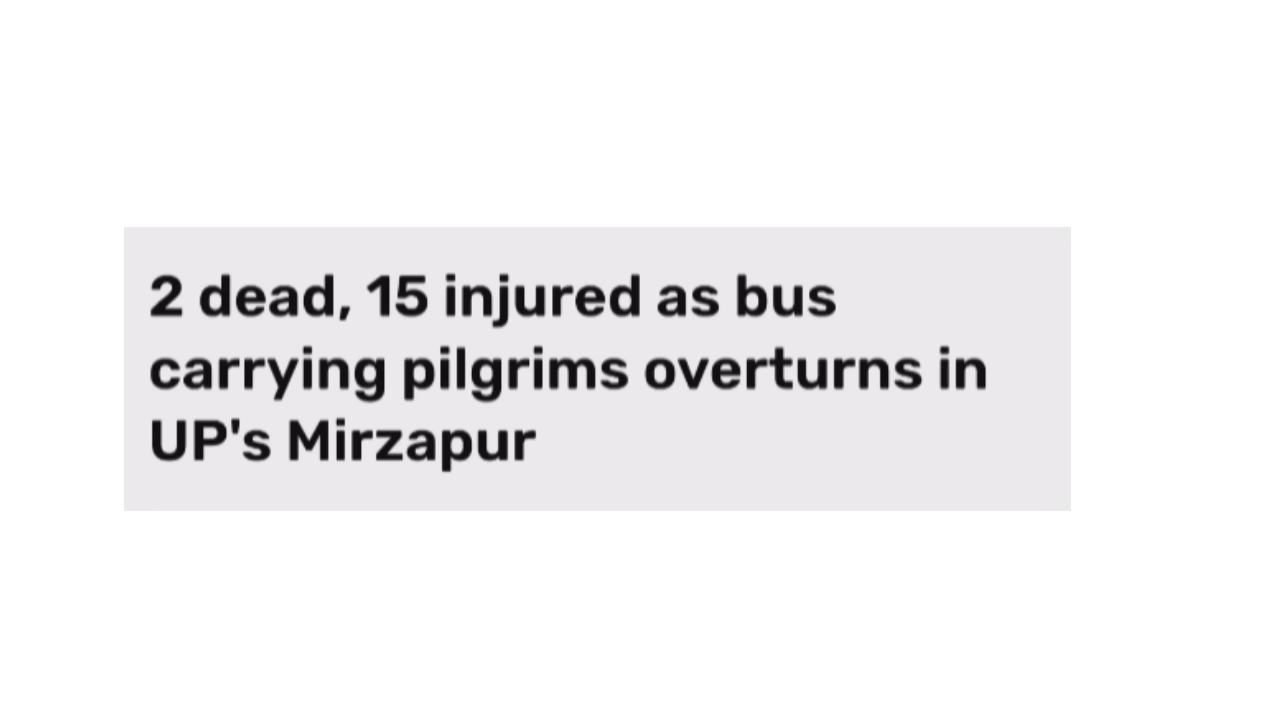 2 dead, 15 injured as bus
carrying pilgrims overturns in
UP's Mirzapur